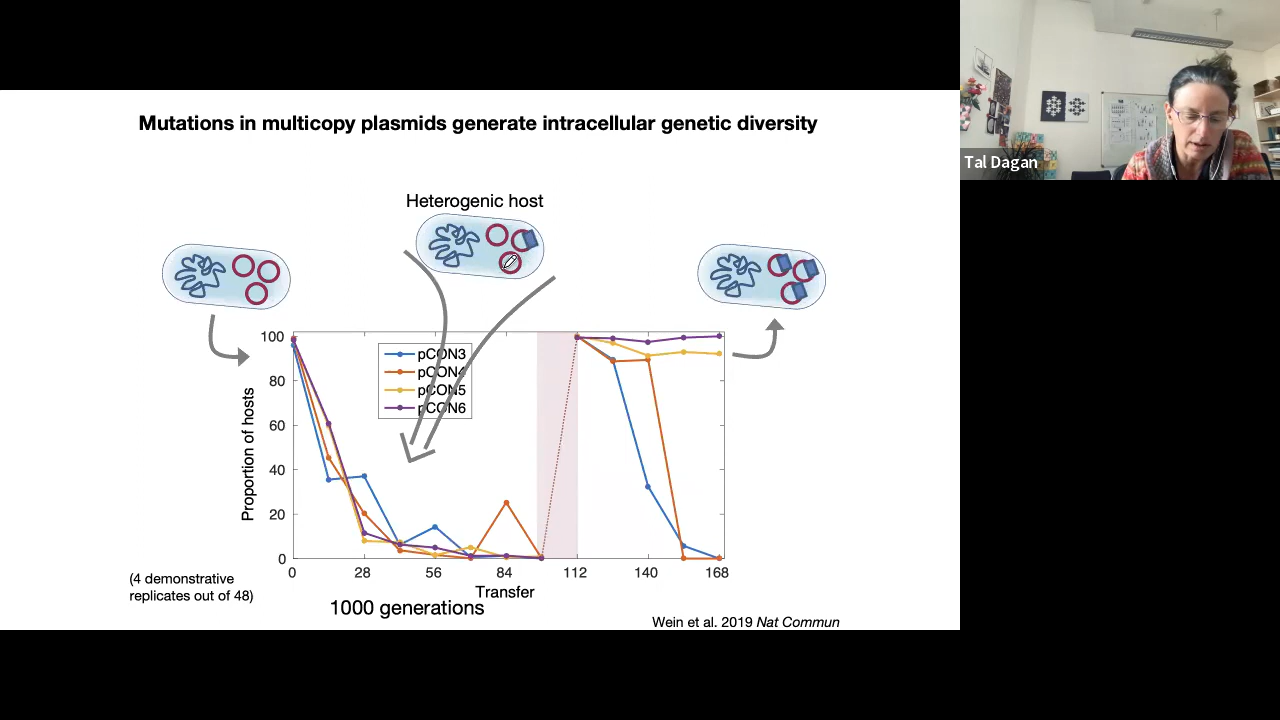 Mutations in multicopy plasmids generate intracellular genetic diversity
Tal Dagan
Heterogenic host
pCON3
pCON4
pCON5
pCON6
Proportion of hosts
100
80
60
40
20
0
0 28 56 84 112 140 168
Transfer
(4 demonstrative
replicates out of 48)
1000 generations
Wein et al. 2019 Nat Commun